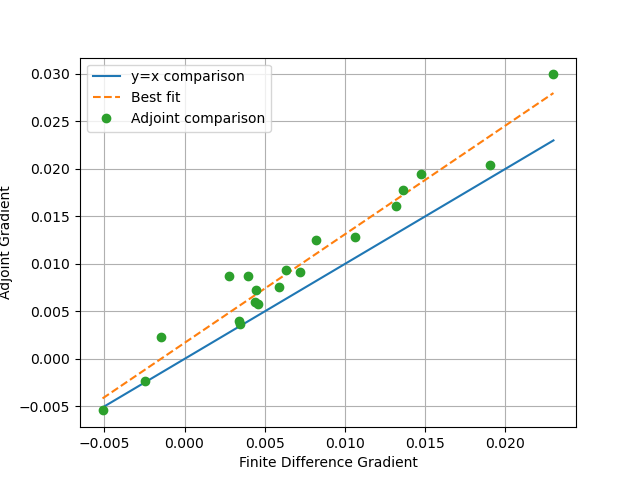 y=x comparison
Best fit
Adjoint comparison
0.030
0.025
0.020
0.015
0.010
0.005
0.000
−0.005
Adjoint Gradient
−0.005
0.000
0.005
0.010
0.015
0.020
Finite Difference Gradient